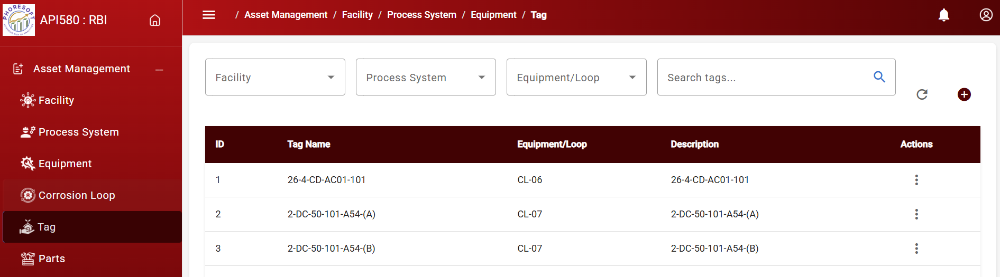 PHORESOFT
API580 : RBI
/ Asset Management / Facility / Process System / Equipment / Tag
Asset Management
Facility
Process System
Equipment
Corrosion Loop
Tag
Parts
Facility
Process System
Equipment/Loop
Search tags...
ID Tag Name Equipment/Loop Description Actions
1 26-4-CD-AC01-101 CL-06 26-4-CD-AC01-101
2 2-DC-50-101-A54-(A) CL-07 2-DC-50-101-A54-(A)
3 2-DC-50-101-A54-(B) CL-07 2-DC-50-101-A54-(B)